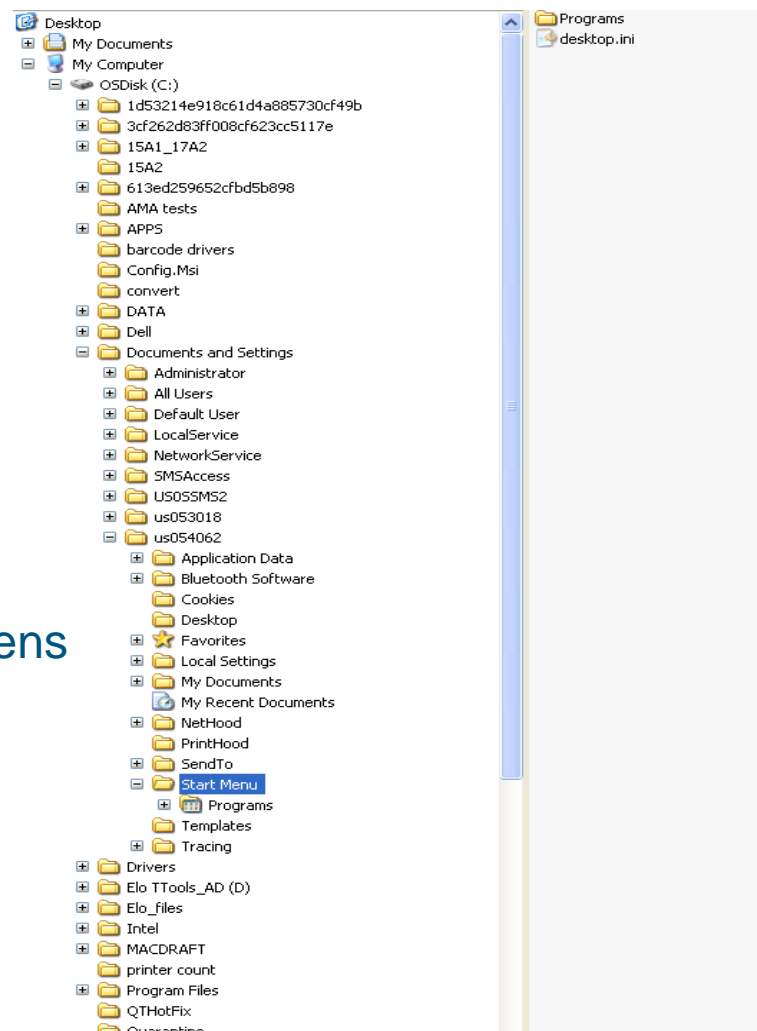 Desktop
My Documents
My Computer
OSDisk (C:)
1d53214e918c61d4a885730cf49b
3cf262d83ff008cf623cc5117e
15A1_17A2
15A2
613ed259652cfbd5b898
AMA tests
APPS
barcode drivers
Config.Msi
convert
DATA
Dell
Documents and Settings
Administrator
All Users
Default User
LocalService
NetworkService
SMSAccess
US0SSMS2
us053018
us054062
Application Data
Bluetooth Software
Cookies
Desktop
ens
Favorites
Local Settings
My Documents
My Recent Documents
NetHood
PrintHood
SendTo
Start Menu
Programs
Templates
Tracing
Drivers
Elo TTools_AD (D)
Elo_files
Intel
MACDRAFT
printer count
Program Files
QTHotFix
Quarantine
Programs
desktop.ini